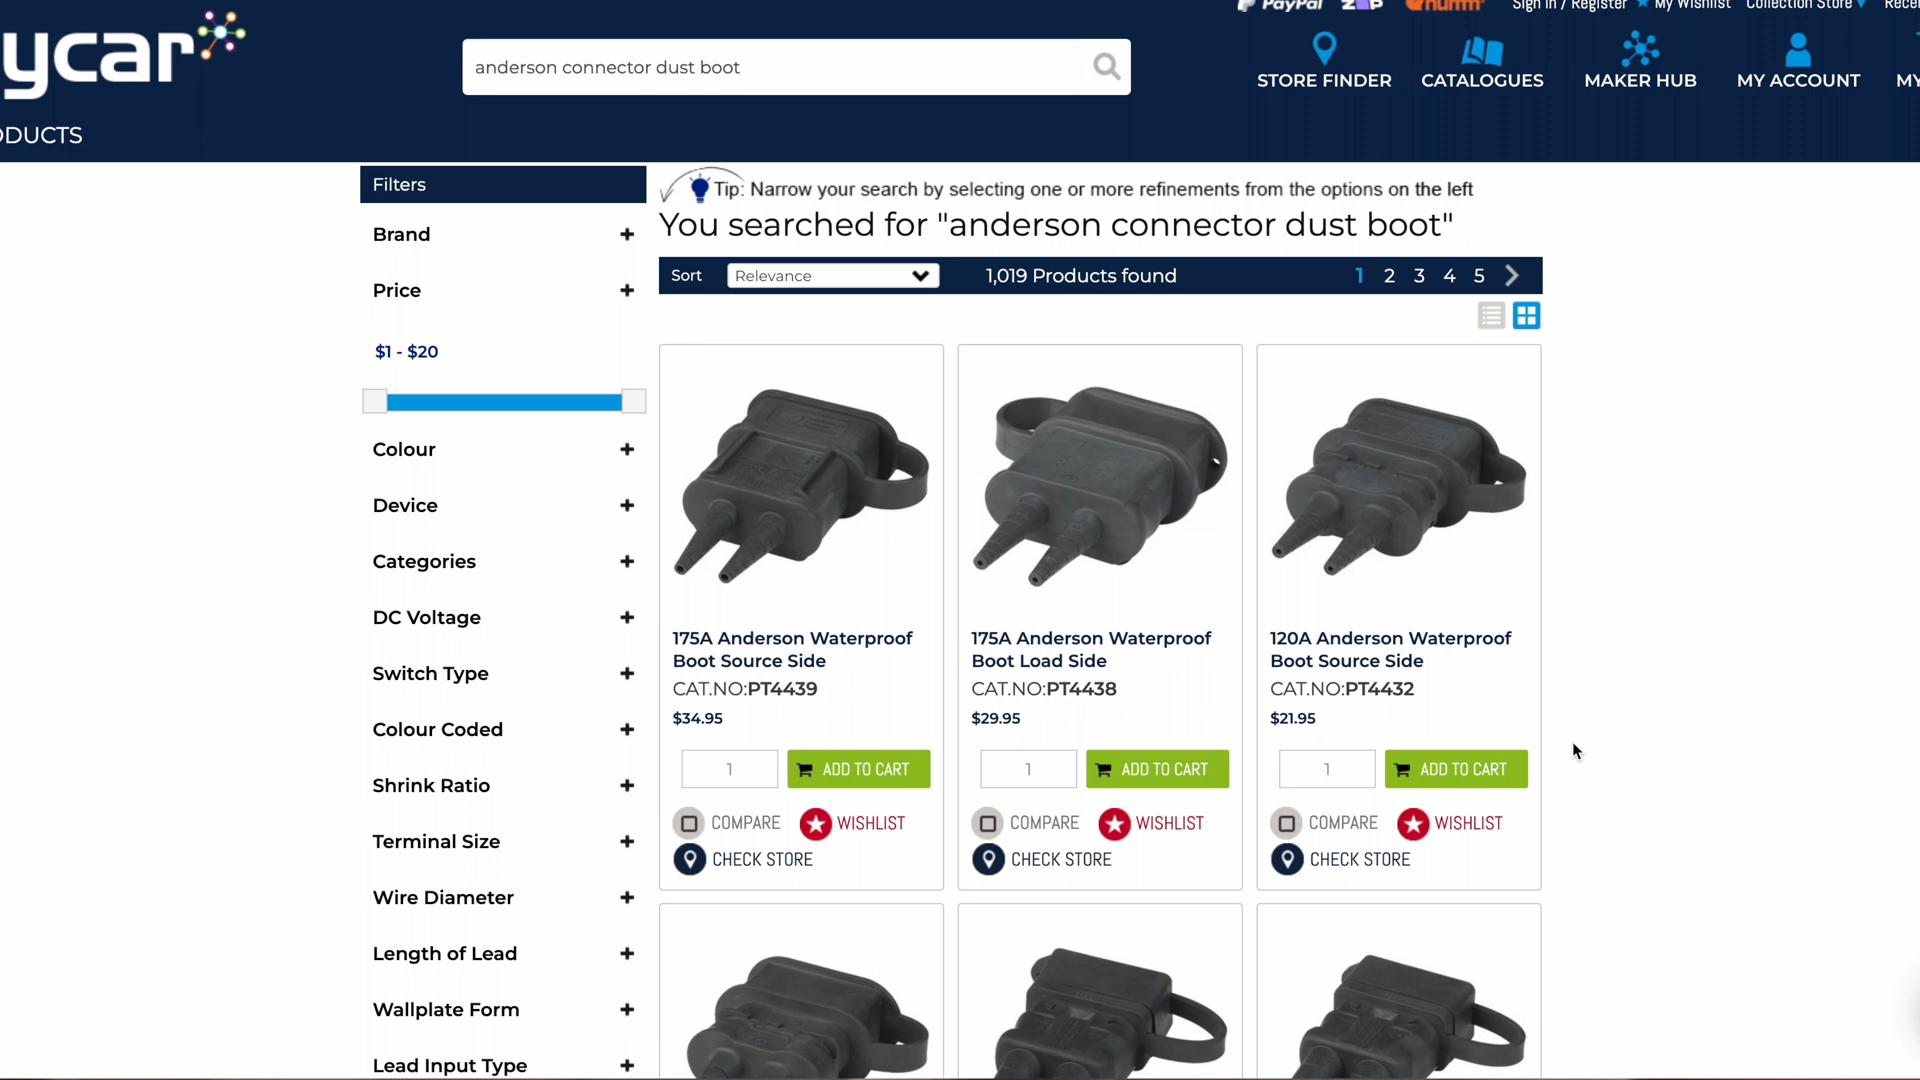 PayPal
Sign in / Register
My Wishlist
Collection Store
ycar
anderson connector dust boot
STORE FINDER
CATALOGUES
MAKER HUB
MY ACCOUNT
MY
ODUCTS
Filters
Tip: Narrow your search by selecting one or more refinements from the options on the left
You searched for "anderson connector dust boot"
Brand +
Sort Relevance 1,019 Products found 1 2 3 4 5
Price +
$1 - $20
Colour +
Device +
Categories +
DC Voltage +
Switch Type +
Colour Coded +
Shrink Ratio +
Terminal Size +
Wire Diameter +
Length of Lead +
Wallplate Form +
Lead Input Type +
175A Anderson Waterproof
Boot Source Side
CAT.NO:PT4439
$34.95
1 ADD TO CART
COMPARE WISHLIST
CHECK STORE
175A Anderson Waterproof
Boot Load Side
CAT.NO:PT4438
$29.95
1 ADD TO CART
COMPARE WISHLIST
CHECK STORE
120A Anderson Waterproof
Boot Source Side
CAT.NO:PT4432
$21.95
1 ADD TO CART
COMPARE WISHLIST
CHECK STORE